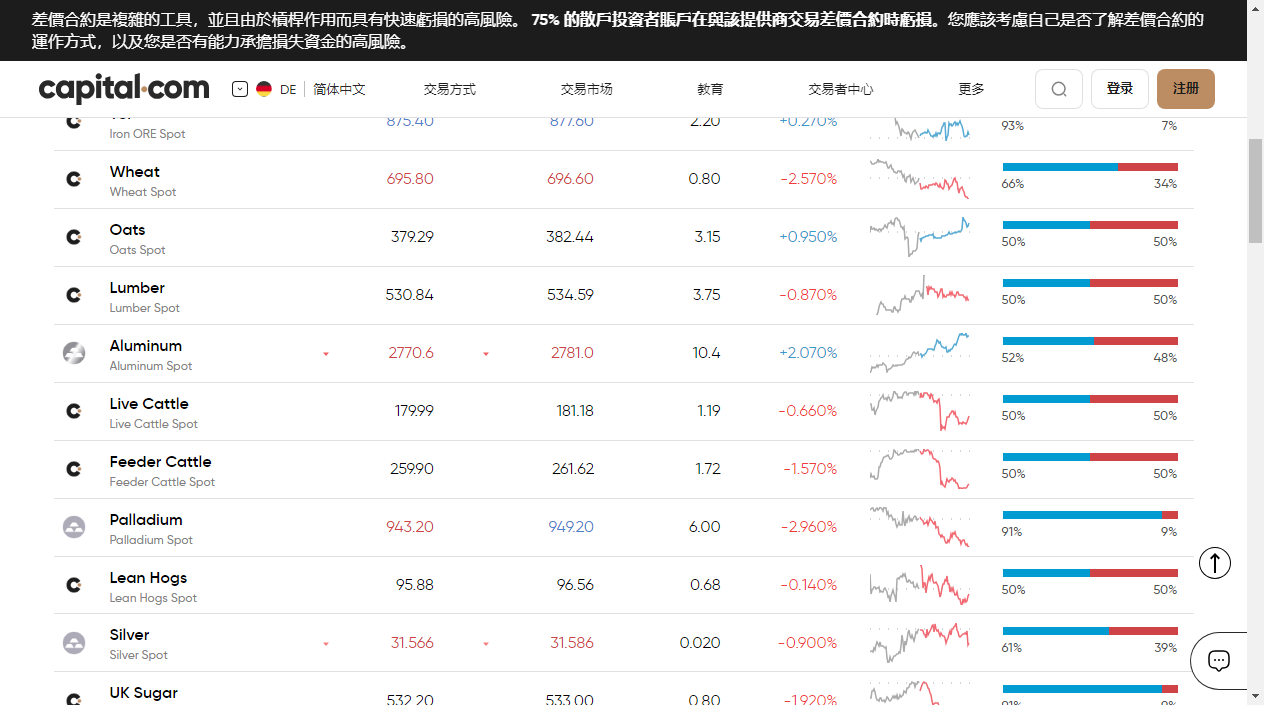 差價合約是複雜的工具，並且由於槓桿作用而具有快速虧損的高風險。 75% 的散戶投資者賬戶在與該提供商交易差價合約時虧損。您應該考慮自己是否了解差價合約的
運作方式，以及您是否有能力承擔損失資金的高風險。
capital.com DE 简体中文 交易方式 交易市场 教育 交易者中心 更多 登录 注册
875.40 877.60 2.20 +0.270%
Iron ORE Spot 93% 7%
Wheat 695.80 696.60 0.80 -2.570%
Wheat Spot 66% 34%
Oats 379.29 382.44 3.15 +0.950%
Oats Spot 50% 50%
Lumber 530.84 534.59 3.75 -0.870%
Lumber Spot 50% 50%
Aluminum 2770.6 2781.0 10.4 +2.070%
Aluminum Spot 52% 48%
Live Cattle 179.99 181.18 1.19 -0.660%
Live Cattle Spot 50% 50%
Feeder Cattle 259.90 261.62 1.72 -1.570%
Feeder Cattle Spot 50% 50%
Palladium 943.20 949.20 6.00 -2.960%
Palladium Spot 91% 9%
Lean Hogs 95.88 96.56 0.68 -0.140%
Lean Hogs Spot 50% 50%
Silver 31.566 31.586 0.020 -0.900%
Silver Spot 61% 39%
UK Sugar 532.20 533.00 0.80 -1.920%
91% 9%